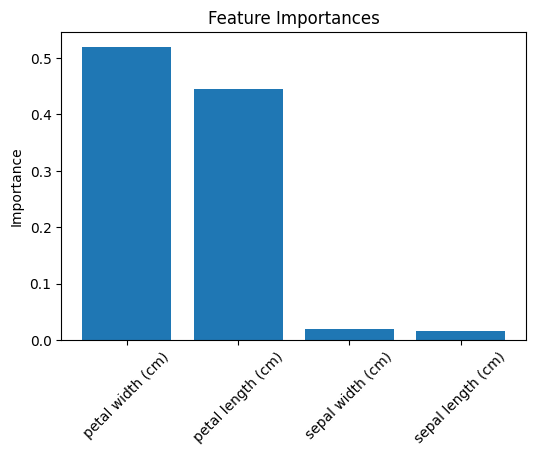 Feature Importances
Importance
0.5
0.4
0.3
0.2
0.1
0.0
petal width (cm)
petal length (cm)
sepal width (cm)
sepal length (cm)